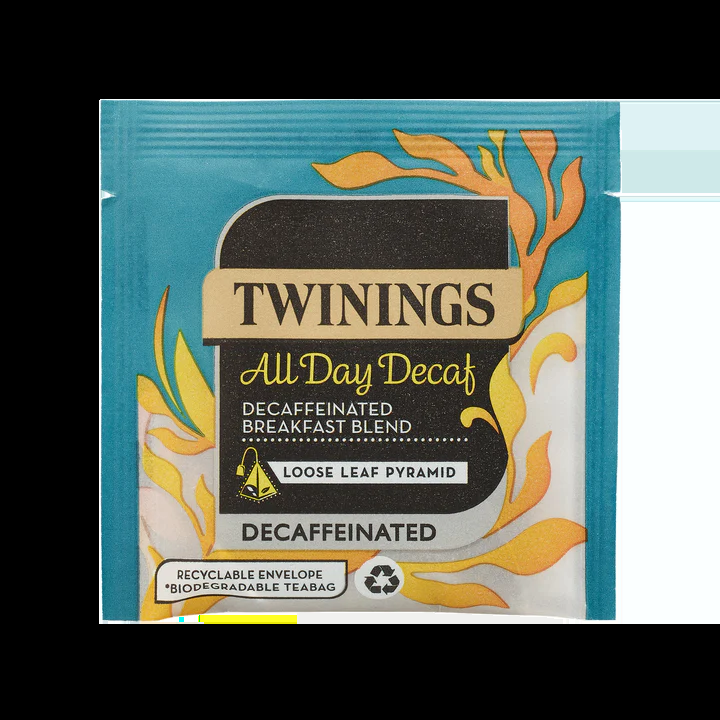 TWININGS
All Day Decaf
DECAFFEINATED
BREAKFAST BLEND
LOOSE LEAF PYRAMID
DECAFFEINATED
RECYCLABLE ENVELOPE
*BIODEGRADABLE TEABAG